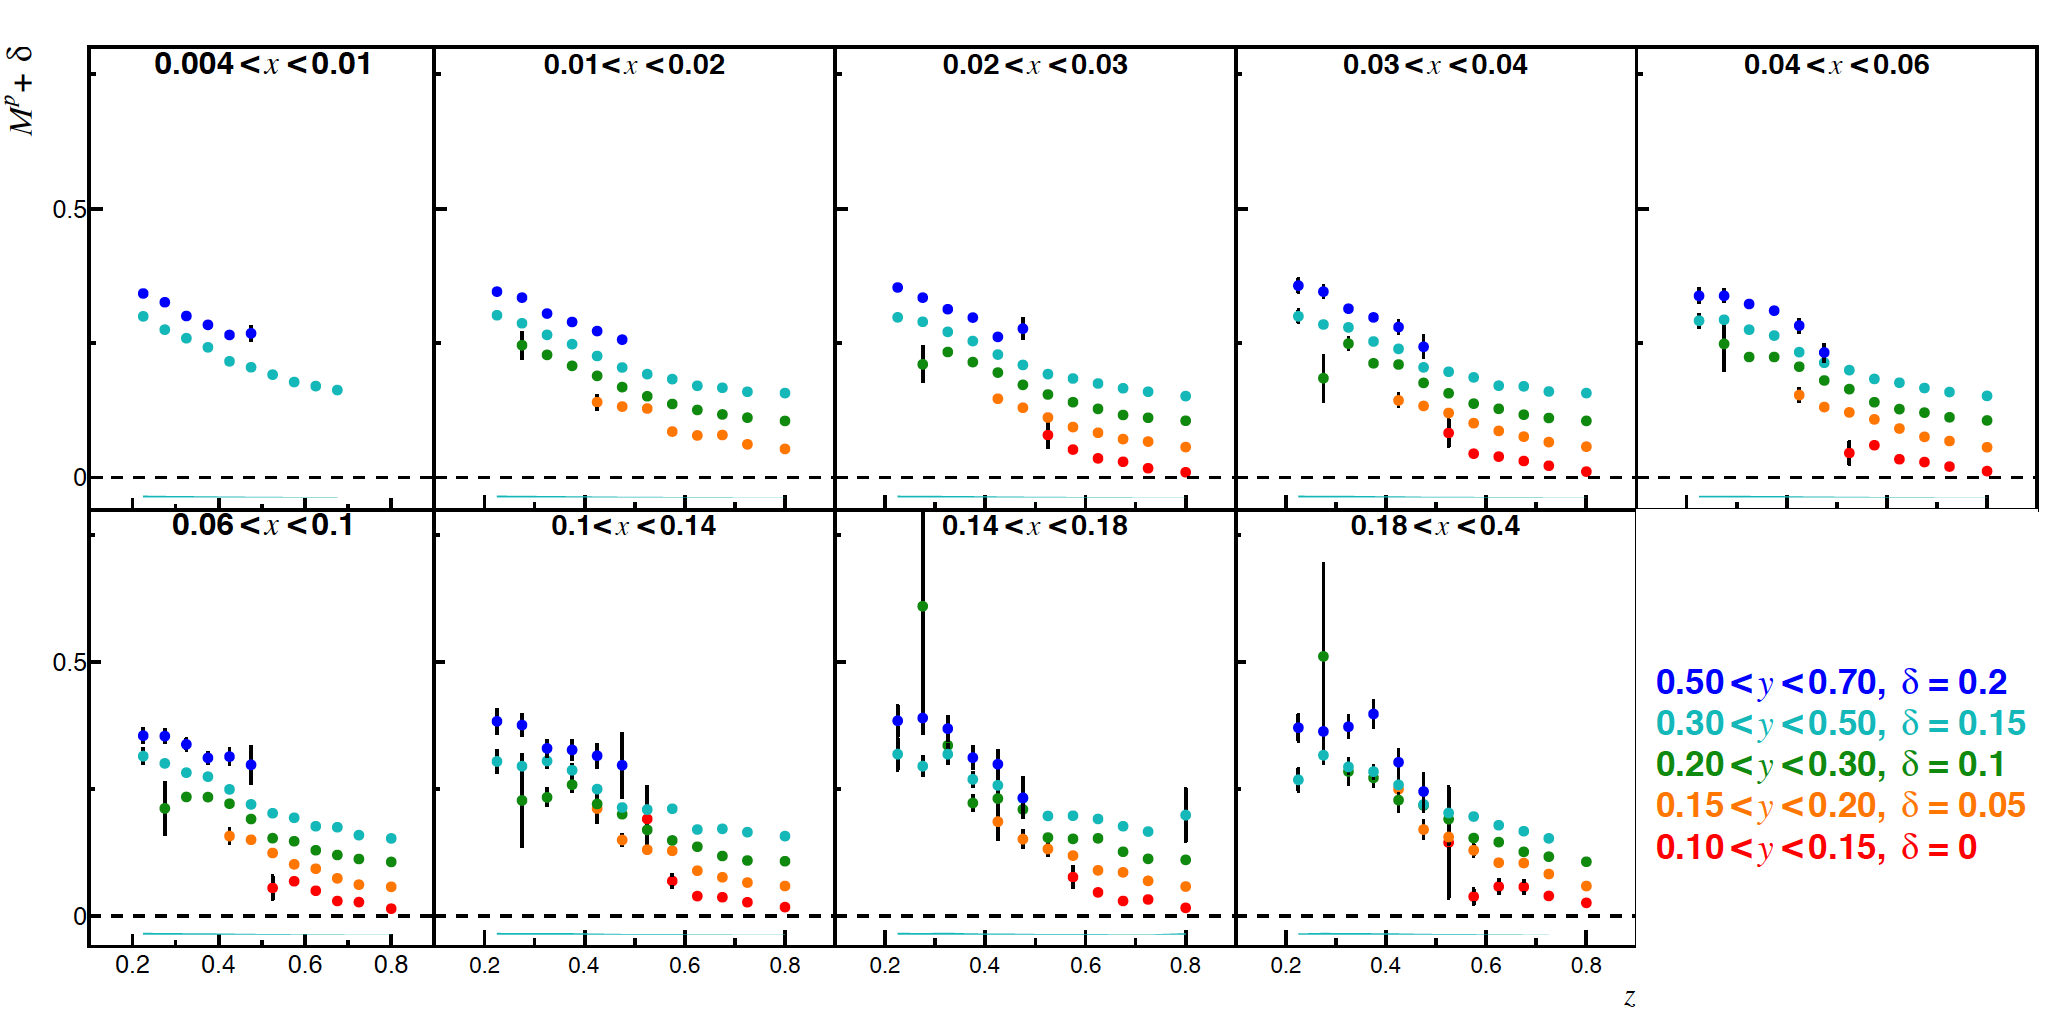 M^p + δ
0.004 < x < 0.01
0.01 < x < 0.02
0.02 < x < 0.03
0.03 < x < 0.04
0.04 < x < 0.06
0.5
0
0.06 < x < 0.1
0.1 < x < 0.14
0.14 < x < 0.18
0.18 < x < 0.4
0.5
0
0.50 < y < 0.70, δ = 0.2
0.30 < y < 0.50, δ = 0.15
0.20 < y < 0.30, δ = 0.1
0.15 < y < 0.20, δ = 0.05
0.10 < y < 0.15, δ = 0
0.2 0.4 0.6 0.8 0.2 0.4 0.6 0.8 0.2 0.4 0.6 0.8 0.2 0.4 0.6 0.8
z